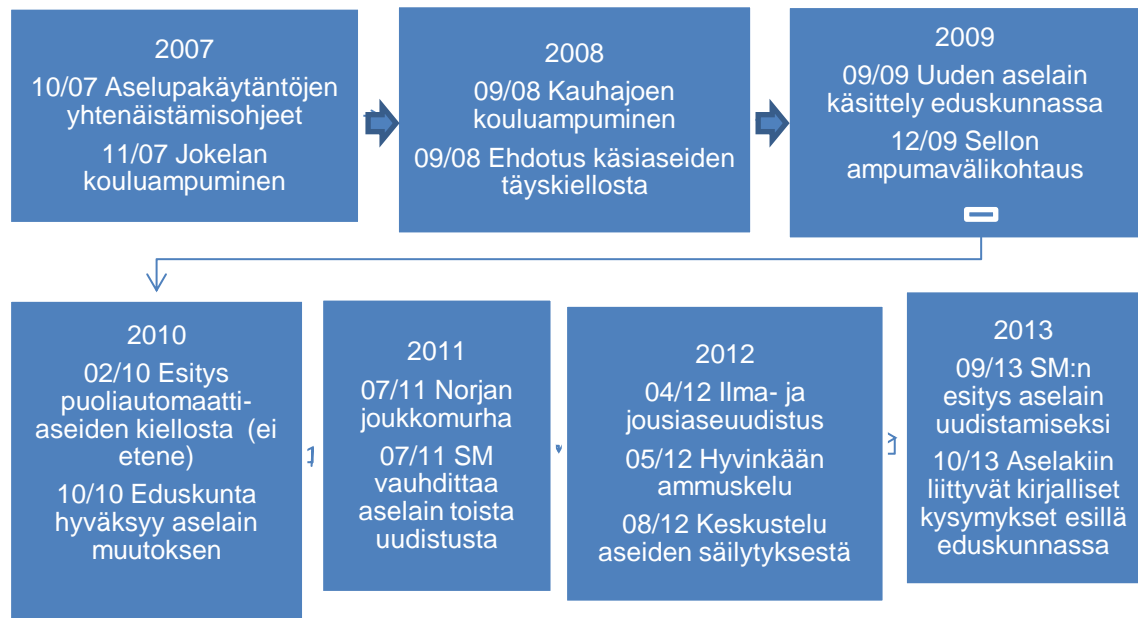 2007
10/07 Aselupakäytäntöjen
yhtenäistämisohjeet
11/07 Jokelan
kouluampuminen
2008
09/08 Kauhajoen
kouluampuminen
09/08 Ehdotus käsiaseiden
täyskiellosta
2009
09/09 Uuden aselain
käsittely eduskunnassa
12/09 Sellon
ampumavälikohtaus
2010
02/10 Esitys
puoliautomaatti-
aseiden kiellosta (ei
etene)
10/10 Eduskunta
hyväksyy aselain
muutoksen
2011
07/11 Norjan
joukkomurha
07/11 SM
vauhdittaa
aselain toista
uudistusta
2012
04/12 Ilma- ja
jousiaseuudistus
05/12 Hyvinkään
ammuskelu
08/12 Keskustelu
aseiden säilytyksestä
2013
09/13 SM:n
esitys aselain
uudistamiseksi
10/13 Aselakiin
liittyvät kirjalliset
kysymykset esillä
eduskunnassa